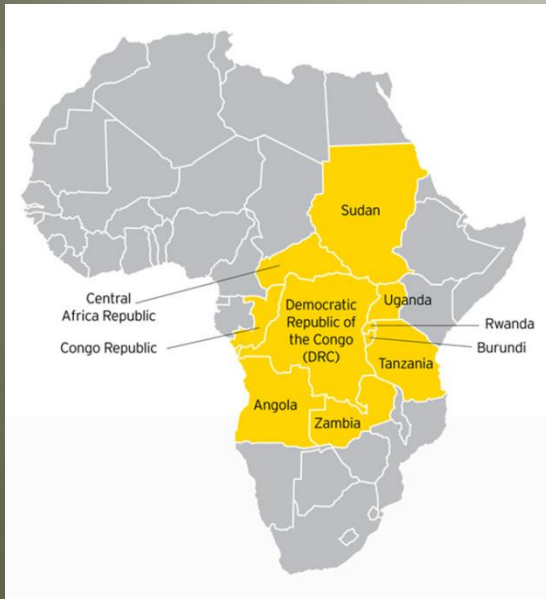 Sudan
Central
Africa Republic
Uganda
Democratic
Republic of
the Congo
(DRC)
Rwanda
Congo Republic
Burundi
Tanzania
Angola
Zambia